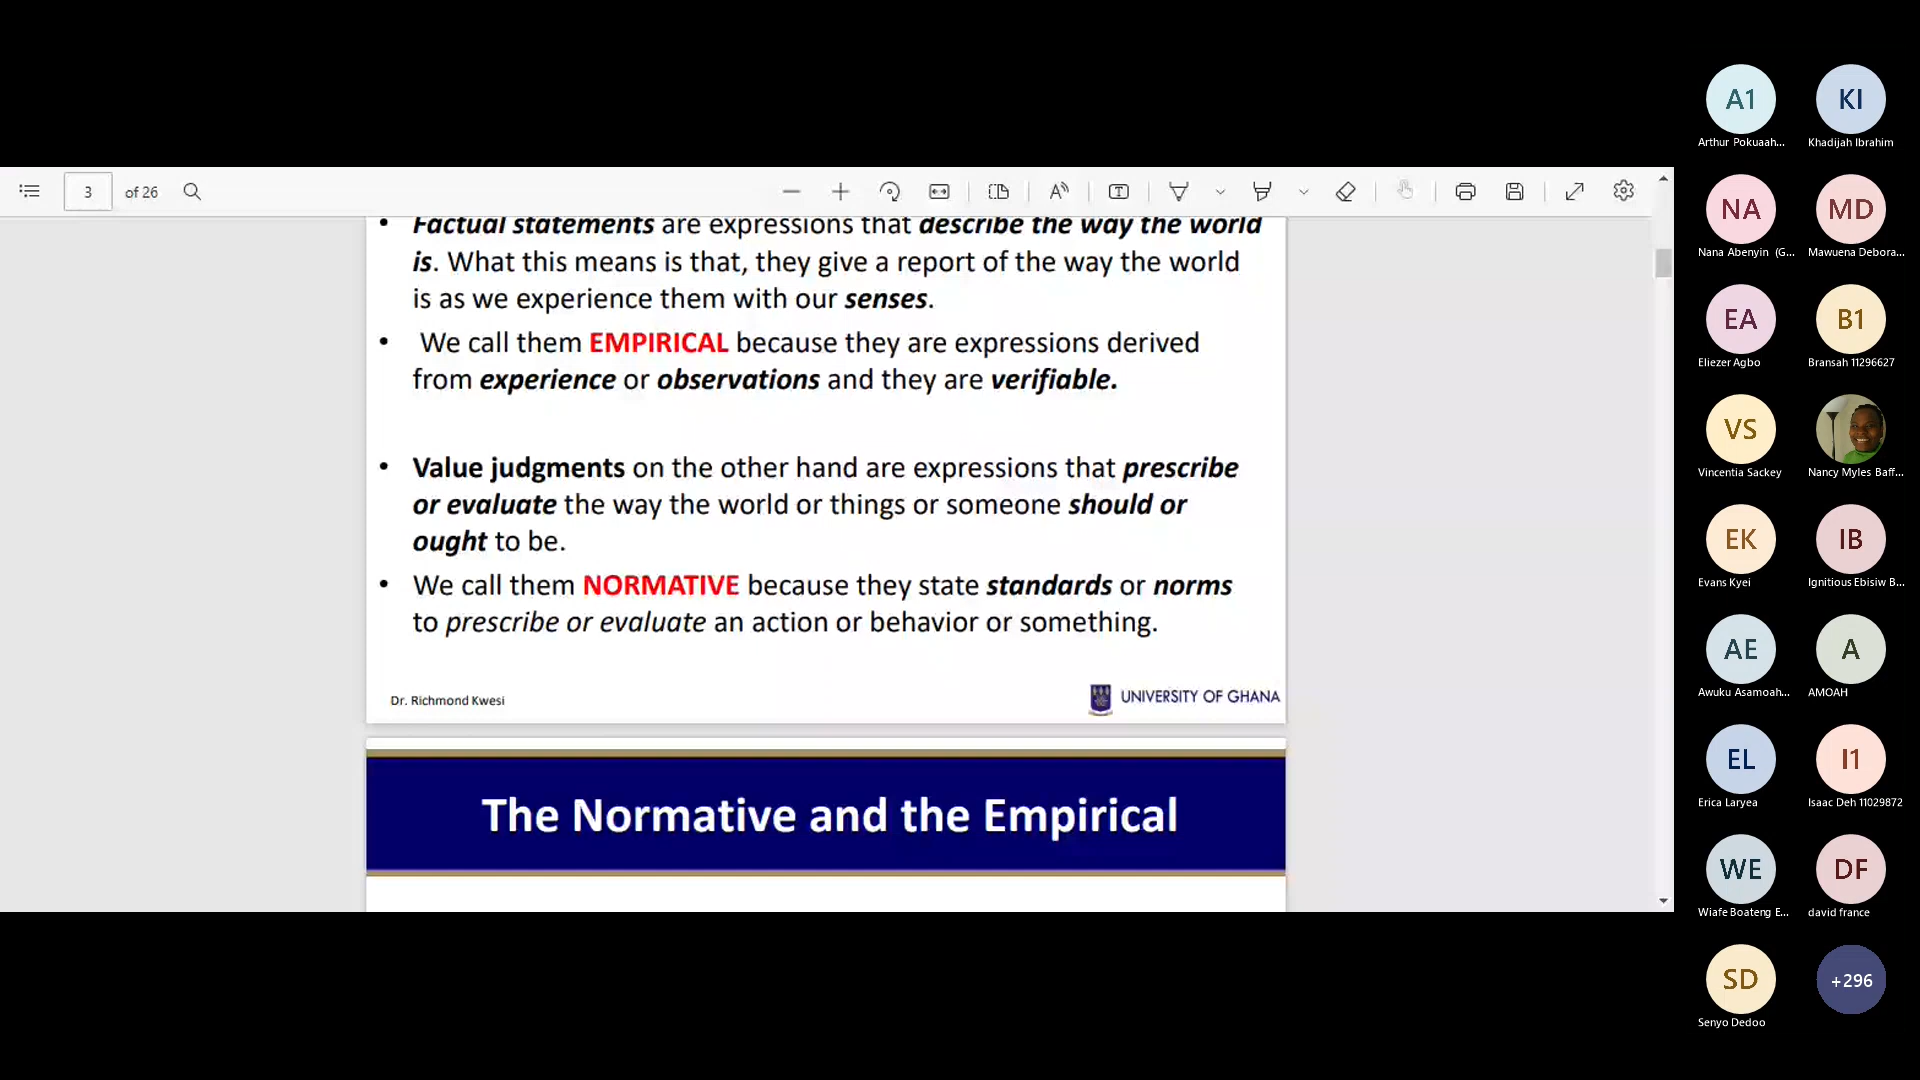 3 of 26
• Factual statements are expressions that describe the way the world
is. What this means is that, they give a report of the way the world
is as we experience them with our senses.
• We call them EMPIRICAL because they are expressions derived
from experience or observations and they are verifiable.
• Value judgments on the other hand are expressions that prescribe
or evaluate the way the world or things or someone should or
ought to be.
• We call them NORMATIVE because they state standards or norms
to prescribe or evaluate an action or behavior or something.
Dr. Richmond Kwesi
UNIVERSITY OF GHANA
The Normative and the Empirical
A1 KI
Arthur Pokuaah... Khadijah Ibrahim
NA MD
Nana Abenyin (G... Mawuena Debora...
EA B1
Eliezer Agbo Bransah 11296627
VS
Vincentia Sackey Nancy Myles Baff...
EK IB
Evans Kyei Ignitious Ebisiw B...
AE A
Awuku Asamoah... AMOAH
EL I1
Erica Laryea Isaac Deh 11029872
WE DF
Wiafe Boateng E... david france
SD +296
Senyo Dedoo